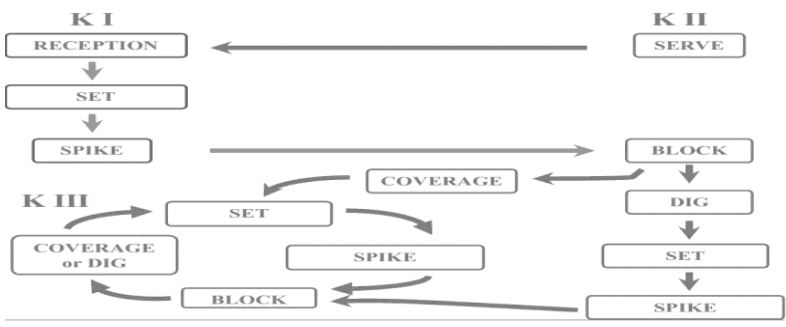 K I
K II
RECEPTION
SERVE
SET
SPIKE
BLOCK
COVERAGE
DIG
K III
SET
COVERAGE
or DIG
SPIKE
SET
BLOCK
SPIKE